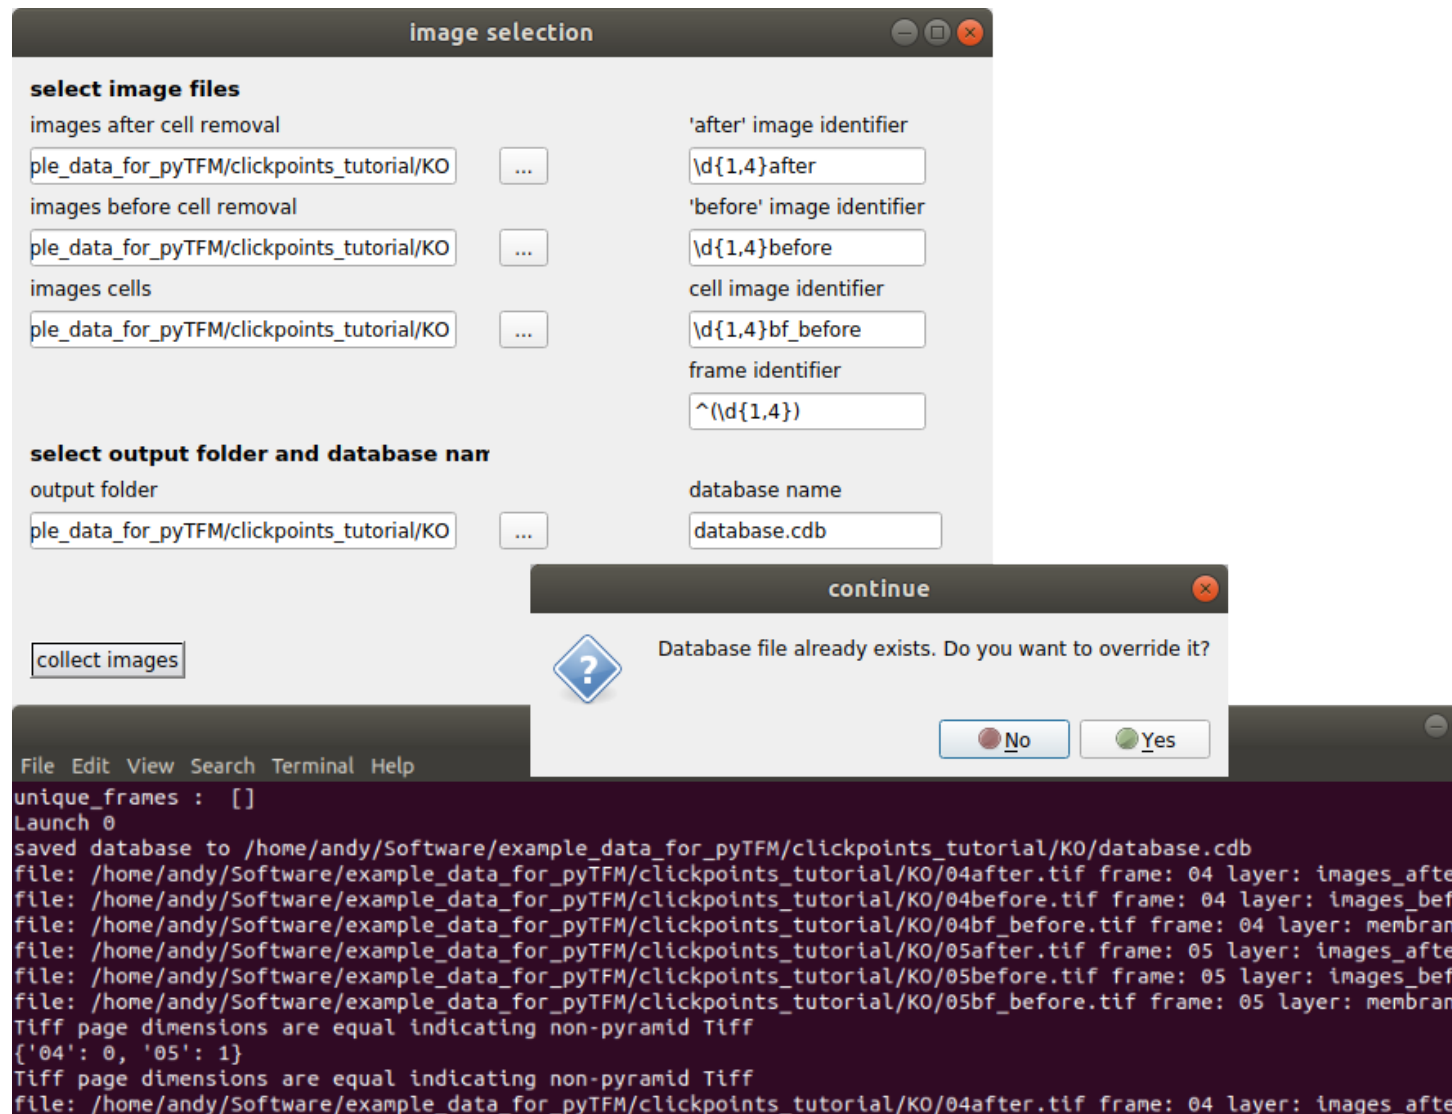 image selection
select image files
images after cell removal 'after' image identifier
ple_data_for_pyTFM/clickpoints_tutorial/KO ... \d{1,4}after
images before cell removal 'before' image identifier
ple_data_for_pyTFM/clickpoints_tutorial/KO ... \d{1,4}before
images cells cell image identifier
ple_data_for_pyTFM/clickpoints_tutorial/KO ... \d{1,4}bf_before
frame identifier
^(\d{1,4})
select output folder and database nam
output folder database name
ple_data_for_pyTFM/clickpoints_tutorial/KO ... database.cdb
continue
Database file already exists. Do you want to override it?
collect images
No Yes
File Edit View Search Terminal Help
unique_frames :  []
Launch 0
saved database to /home/andy/Software/example_data_for_pyTFM/clickpoints_tutorial/KO/database.cdb
file: /home/andy/Software/example_data_for_pyTFM/clickpoints_tutorial/KO/04after.tif frame: 04 layer: images_afte
file: /home/andy/Software/example_data_for_pyTFM/clickpoints_tutorial/KO/04before.tif frame: 04 layer: images_bef
file: /home/andy/Software/example_data_for_pyTFM/clickpoints_tutorial/KO/04bf_before.tif frame: 04 layer: membran
file: /home/andy/Software/example_data_for_pyTFM/clickpoints_tutorial/KO/05after.tif frame: 05 layer: images_afte
file: /home/andy/Software/example_data_for_pyTFM/clickpoints_tutorial/KO/05before.tif frame: 05 layer: images_bef
file: /home/andy/Software/example_data_for_pyTFM/clickpoints_tutorial/KO/05bf_before.tif frame: 05 layer: membran
Tiff page dimensions are equal indicating non-pyramid Tiff
{'04': 0, '05': 1}
Tiff page dimensions are equal indicating non-pyramid Tiff
file: /home/andy/Software/example_data_for_pyTFM/clickpoints_tutorial/KO/04after.tif frame: 04 layer: images_afte